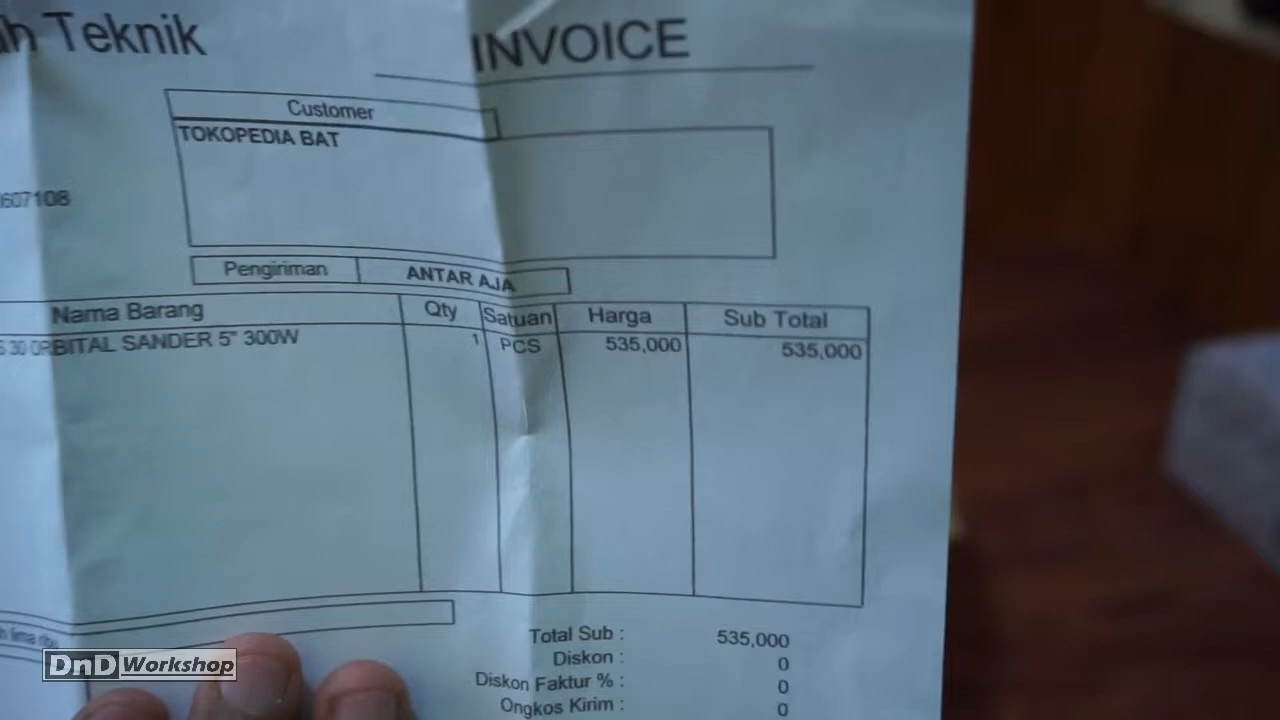 Teknik
INVOICE
Customer
TOKOPEDIA BAT
607108
Pengiriman ANTAR AJA
Nama Barang Qty Satuan Harga Sub Total
30 ORBITAL SANDER 5" 300W 1 PCS 535,000 535,000
lima
Total Sub : 535,000
Diskon : 0
Diskon Faktur % : 0
Ongkos Kirim : 0
DnD Workshop